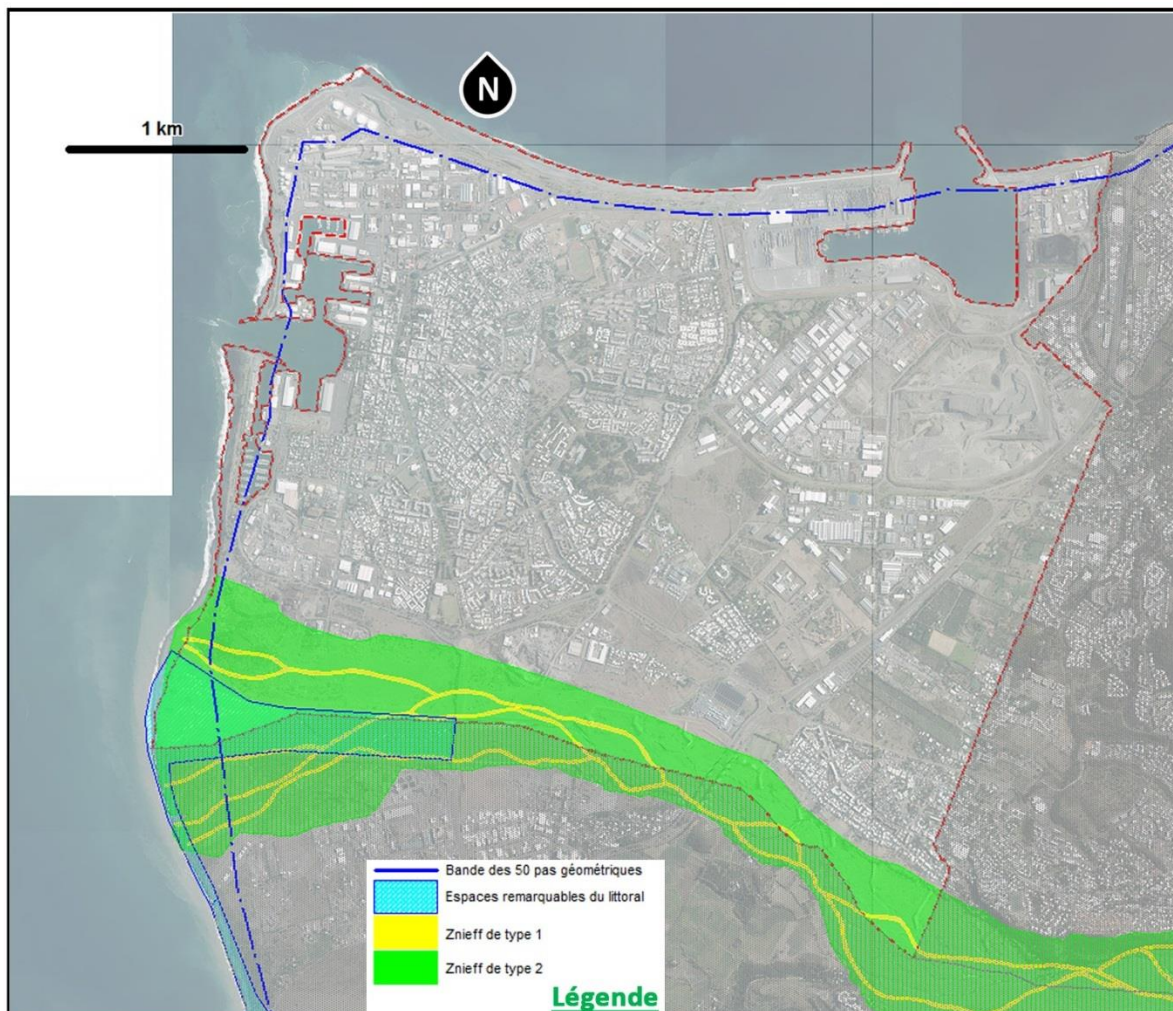 N
1 km
Bande des 50 pas géométriques
Espaces remarquables du littoral
Znieff de type 1
Znieff de type 2
Légende